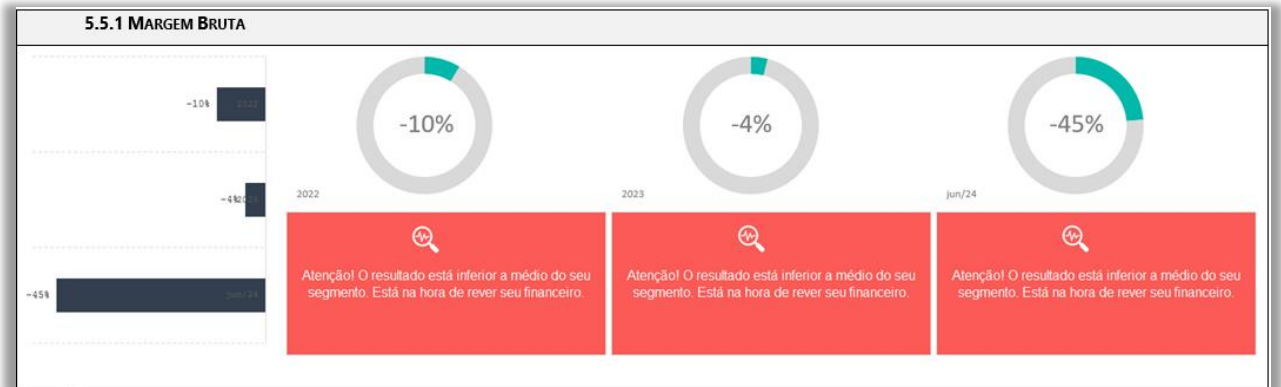 5.5.1 MARGEM BRUTA
-10%
2022
-4%
2023
-45%
jun/24
-10%
2022
-4%
2023
-45%
jun/24
Atenção! O resultado está inferior a médio do seu
segmento. Está na hora de rever seu financeiro.
Atenção! O resultado está inferior a médio do seu
segmento. Está na hora de rever seu financeiro.
Atenção! O resultado está inferior a médio do seu
segmento. Está na hora de rever seu financeiro.